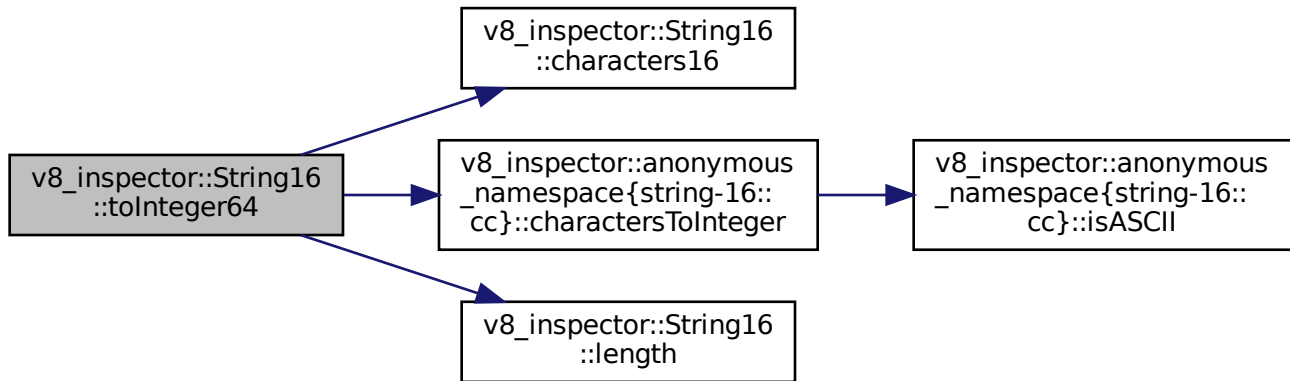 v8_inspector::String16
::characters16
v8_inspector::String16
::toInteger64
v8_inspector::anonymous
_namespace{string-16::
cc}::charactersToInteger
v8_inspector::anonymous
_namespace{string-16::
cc}::isASCII
v8_inspector::String16
::length